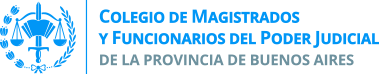 COLEGIO DE MAGISTRADOS
Y FUNCIONARIOS DEL PODER JUDICIAL
DE LA PROVINCIA DE BUENOS AIRES